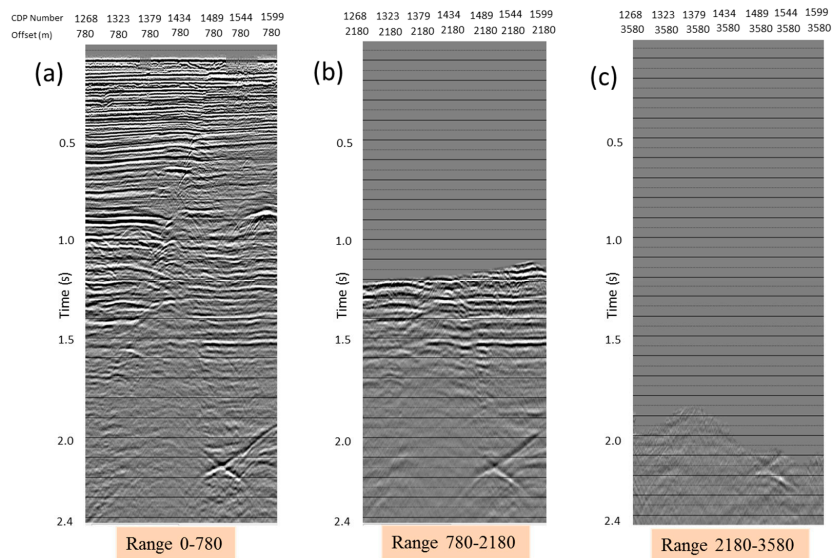 CDP Number 1268 1323 1379 1434 1489 1544 1599
Offset (m) 780 780 780 780 780 780 780
1268 1323 1379 1434 1489 1544 1599
2180 2180 2180 2180 2180 2180 2180
1268 1323 1379 1434 1489 1544 1599
3580 3580 3580 3580 3580 3580 3580
(a)
0.5
1.0
Time (s)
1.5
2.0
2.4
Range 0-780
(b)
0.5
1.0
Time (s)
1.5
2.0
2.4
Range 780-2180
(c)
0.5
1.0
Time (s)
1.5
2.0
2.4
Range 2180-3580